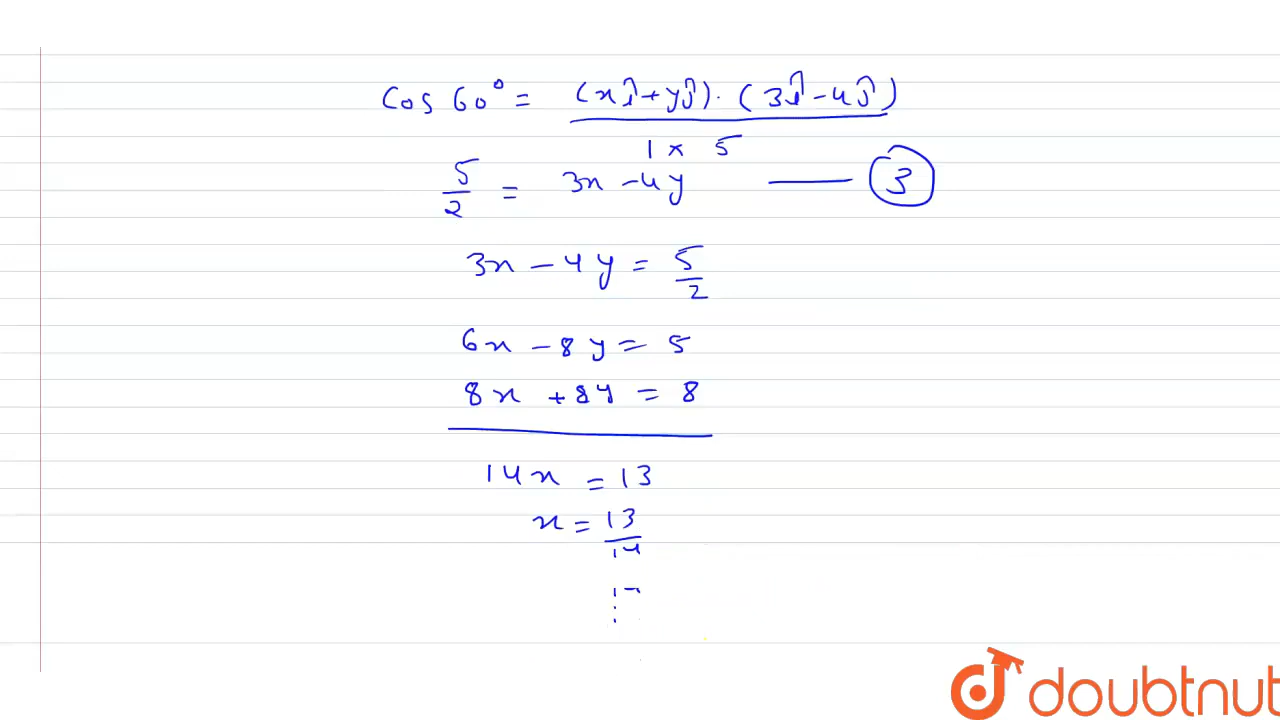 Cos 60° = (xî + yĵ) · (3î - 4ĵ)
1 × 5
5/2 = 3x - 4y —— 3
3x - 4y = 5/2
6x - 8y = 5
8x + 8y = 8
14x = 13
x = 13/14
doubtnut